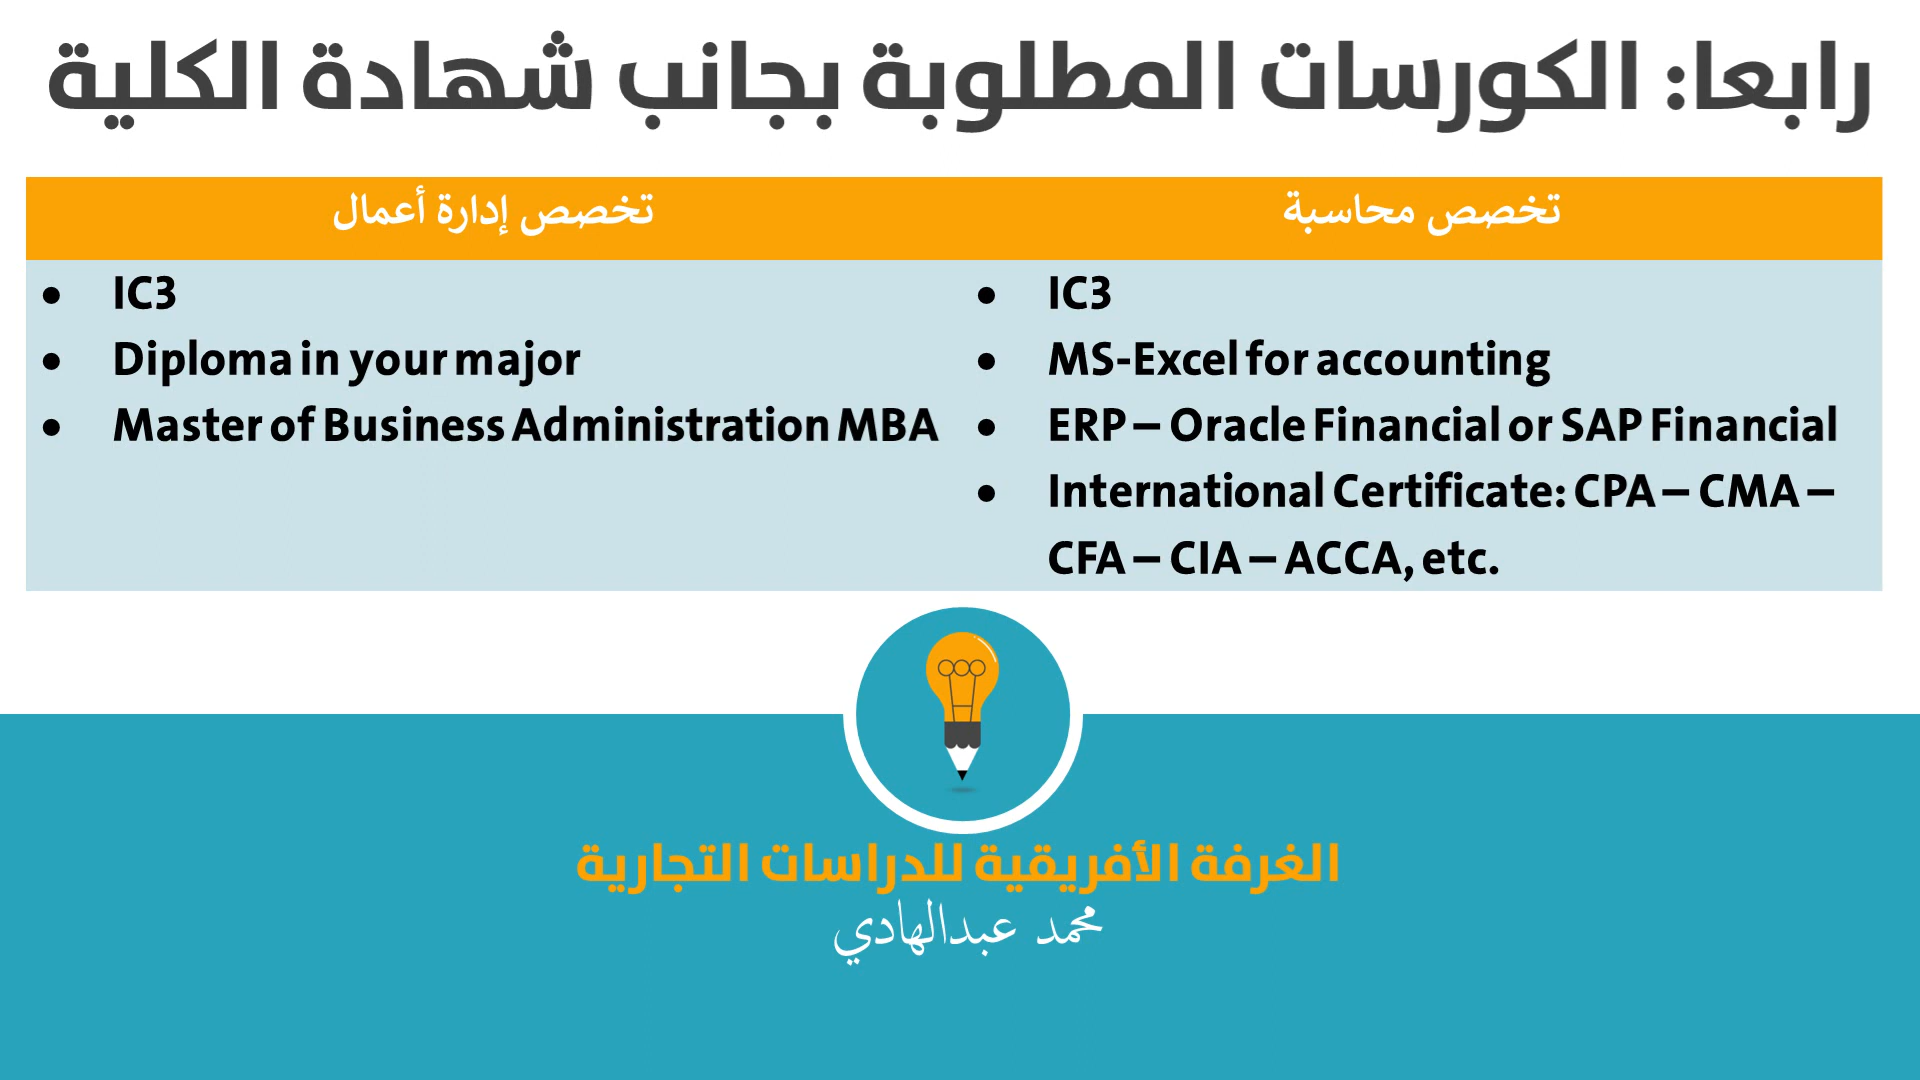 رابعا: الكورسات المطلوبة بجانب شهادة الكلية
تخصص محاسبة
• IC3
• MS-Excel for accounting
• ERP – Oracle Financial or SAP Financial
• International Certificate: CPA – CMA –
CFA – CIA – ACCA, etc.
تخصص إدارة أعمال
• IC3
• Diploma in your major
• Master of Business Administration MBA
الغرفة الأفريقية للدراسات التجارية
محمد عبدالهادي